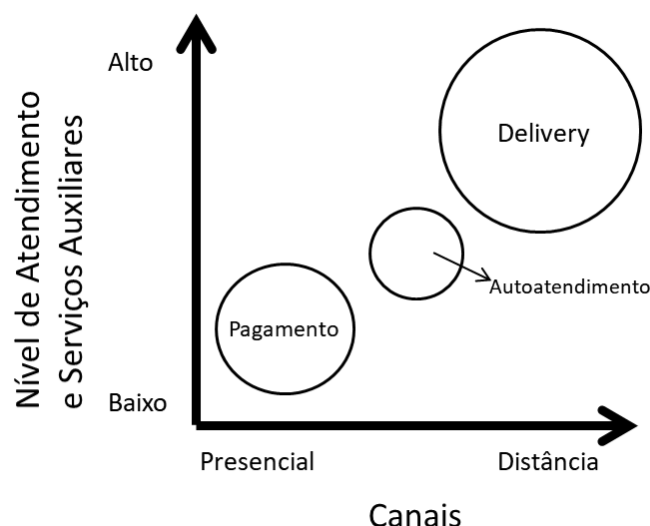 Alto
Nível de Atendimento
e Serviços Auxiliares
Delivery
Autoatendimento
Pagamento
Baixo
Presencial
Distância
Canais